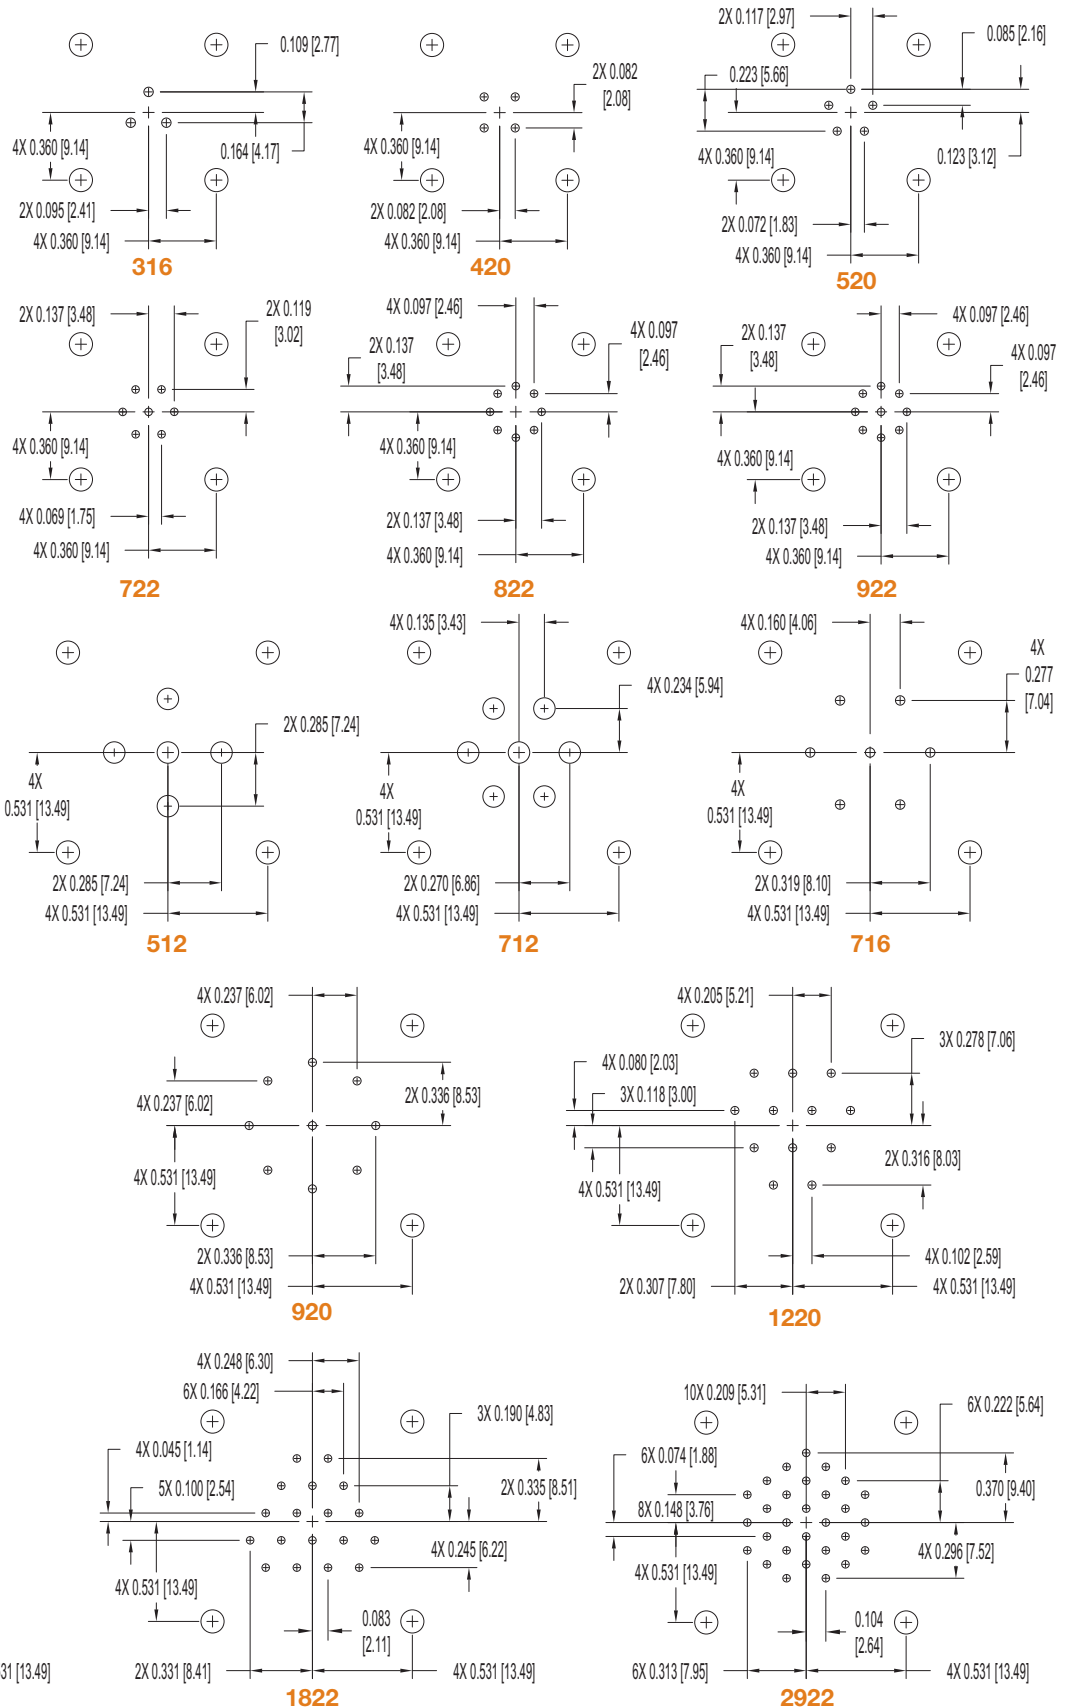 2X 0.117 [2.97]
0.109 [2.77]
0.085 [2.16]
2X 0.082
[2.08]
0.223 [5.66]
4X 0.360 [9.14]
0.164 [4.17]
4X 0.360 [9.14]
4X 0.360 [9.14]
0.123 [3.12]
2X 0.095 [2.41]
2X 0.082 [2.08]
2X 0.072 [1.83]
4X 0.360 [9.14]
4X 0.360 [9.14]
4X 0.360 [9.14]
316
420
520
2X 0.137 [3.48]
2X 0.119
[3.02]
4X 0.097 [2.46]
4X 0.097
[2.46]
2X 0.137
[3.48]
4X 0.097 [2.46]
2X 0.137
[3.48]
4X 0.097
[2.46]
4X 0.360 [9.14]
4X 0.360 [9.14]
4X 0.360 [9.14]
4X 0.069 [1.75]
2X 0.137 [3.48]
2X 0.137 [3.48]
4X 0.360 [9.14]
4X 0.360 [9.14]
4X 0.360 [9.14]
722
822
922
4X 0.135 [3.43]
4X 0.160 [4.06]
4X
0.277
[7.04]
4X 0.234 [5.94]
2X 0.285 [7.24]
4X
0.531 [13.49]
4X
0.531 [13.49]
4X
0.531 [13.49]
2X 0.285 [7.24]
2X 0.270 [6.86]
2X 0.319 [8.10]
4X 0.531 [13.49]
4X 0.531 [13.49]
4X 0.531 [13.49]
512
712
716
4X 0.237 [6.02]
4X 0.205 [5.21]
3X 0.278 [7.06]
4X 0.080 [2.03]
4X 0.237 [6.02]
2X 0.336 [8.53]
3X 0.118 [3.00]
2X 0.316 [8.03]
4X 0.531 [13.49]
4X 0.531 [13.49]
2X 0.336 [8.53]
4X 0.102 [2.59]
4X 0.531 [13.49]
2X 0.307 [7.80]
4X 0.531 [13.49]
920
1220
4X 0.248 [6.30]
6X 0.166 [4.22]
10X 0.209 [5.31]
3X 0.190 [4.83]
6X 0.222 [5.64]
4X 0.045 [1.14]
6X 0.074 [1.88]
5X 0.100 [2.54]
2X 0.335 [8.51]
0.370 [9.40]
8X 0.148 [3.76]
4X 0.245 [6.22]
4X 0.296 [7.52]
4X 0.531 [13.49]
4X 0.531 [13.49]
0.083
[2.11]
0.104
[2.64]
31 [13.49]
2X 0.331 [8.41]
4X 0.531 [13.49]
6X 0.313 [7.95]
4X 0.531 [13.49]
1822
2922